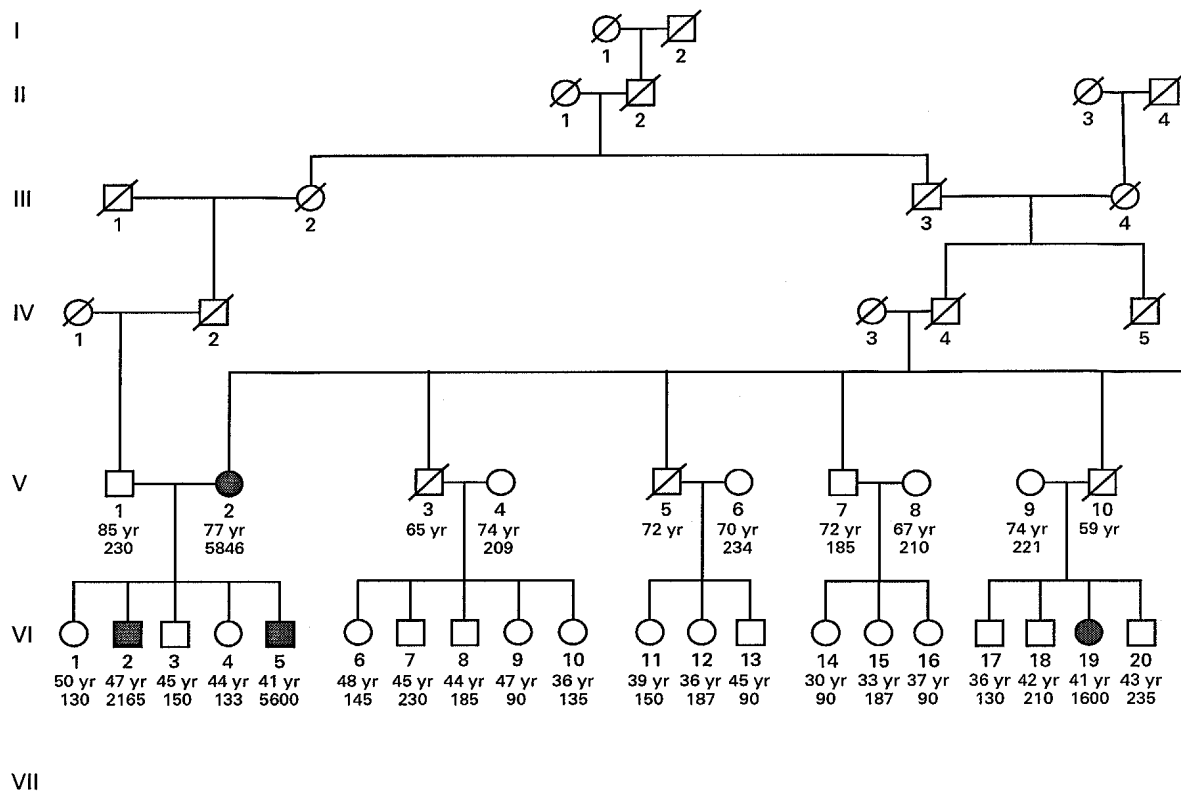 I
1 2
II
1 2 3 4
III
1 2 3 4
IV
1 2 3 4 5
V
1 2 3 4 5 6 7 8 9 10
85 yr 77 yr 65 yr 74 yr 72 yr 70 yr 72 yr 67 yr 74 yr 59 yr
230 5846 209 234 185 210 221
VI
1 2 3 4 5 6 7 8 9 10 11 12 13 14 15 16 17 18 19 20
50 yr 47 yr 45 yr 44 yr 41 yr 48 yr 45 yr 44 yr 47 yr 36 yr 39 yr 36 yr 45 yr 30 yr 33 yr 37 yr 36 yr 42 yr 41 yr 43 yr
130 2165 150 133 5600 145 230 185 90 135 150 187 90 90 187 90 130 210 1600 235
VII